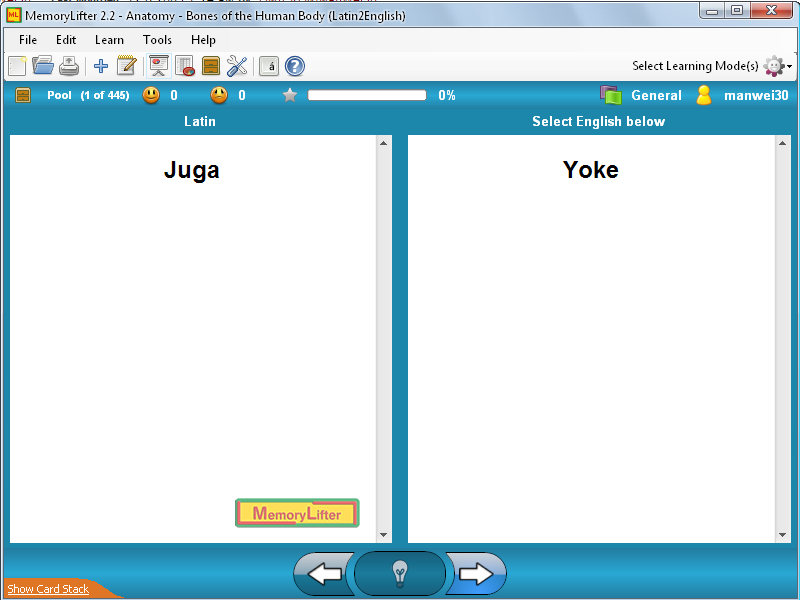 MemoryLifter 2.2 - Anatomy - Bones of the Human Body (Latin2English)
File Edit Learn Tools Help
á ? Select Learning Mode(s)
Pool (1 of 445) 0 0 0% General manwei30
Latin Select English below
Juga Yoke
MemoryLifter
Show Card Stack